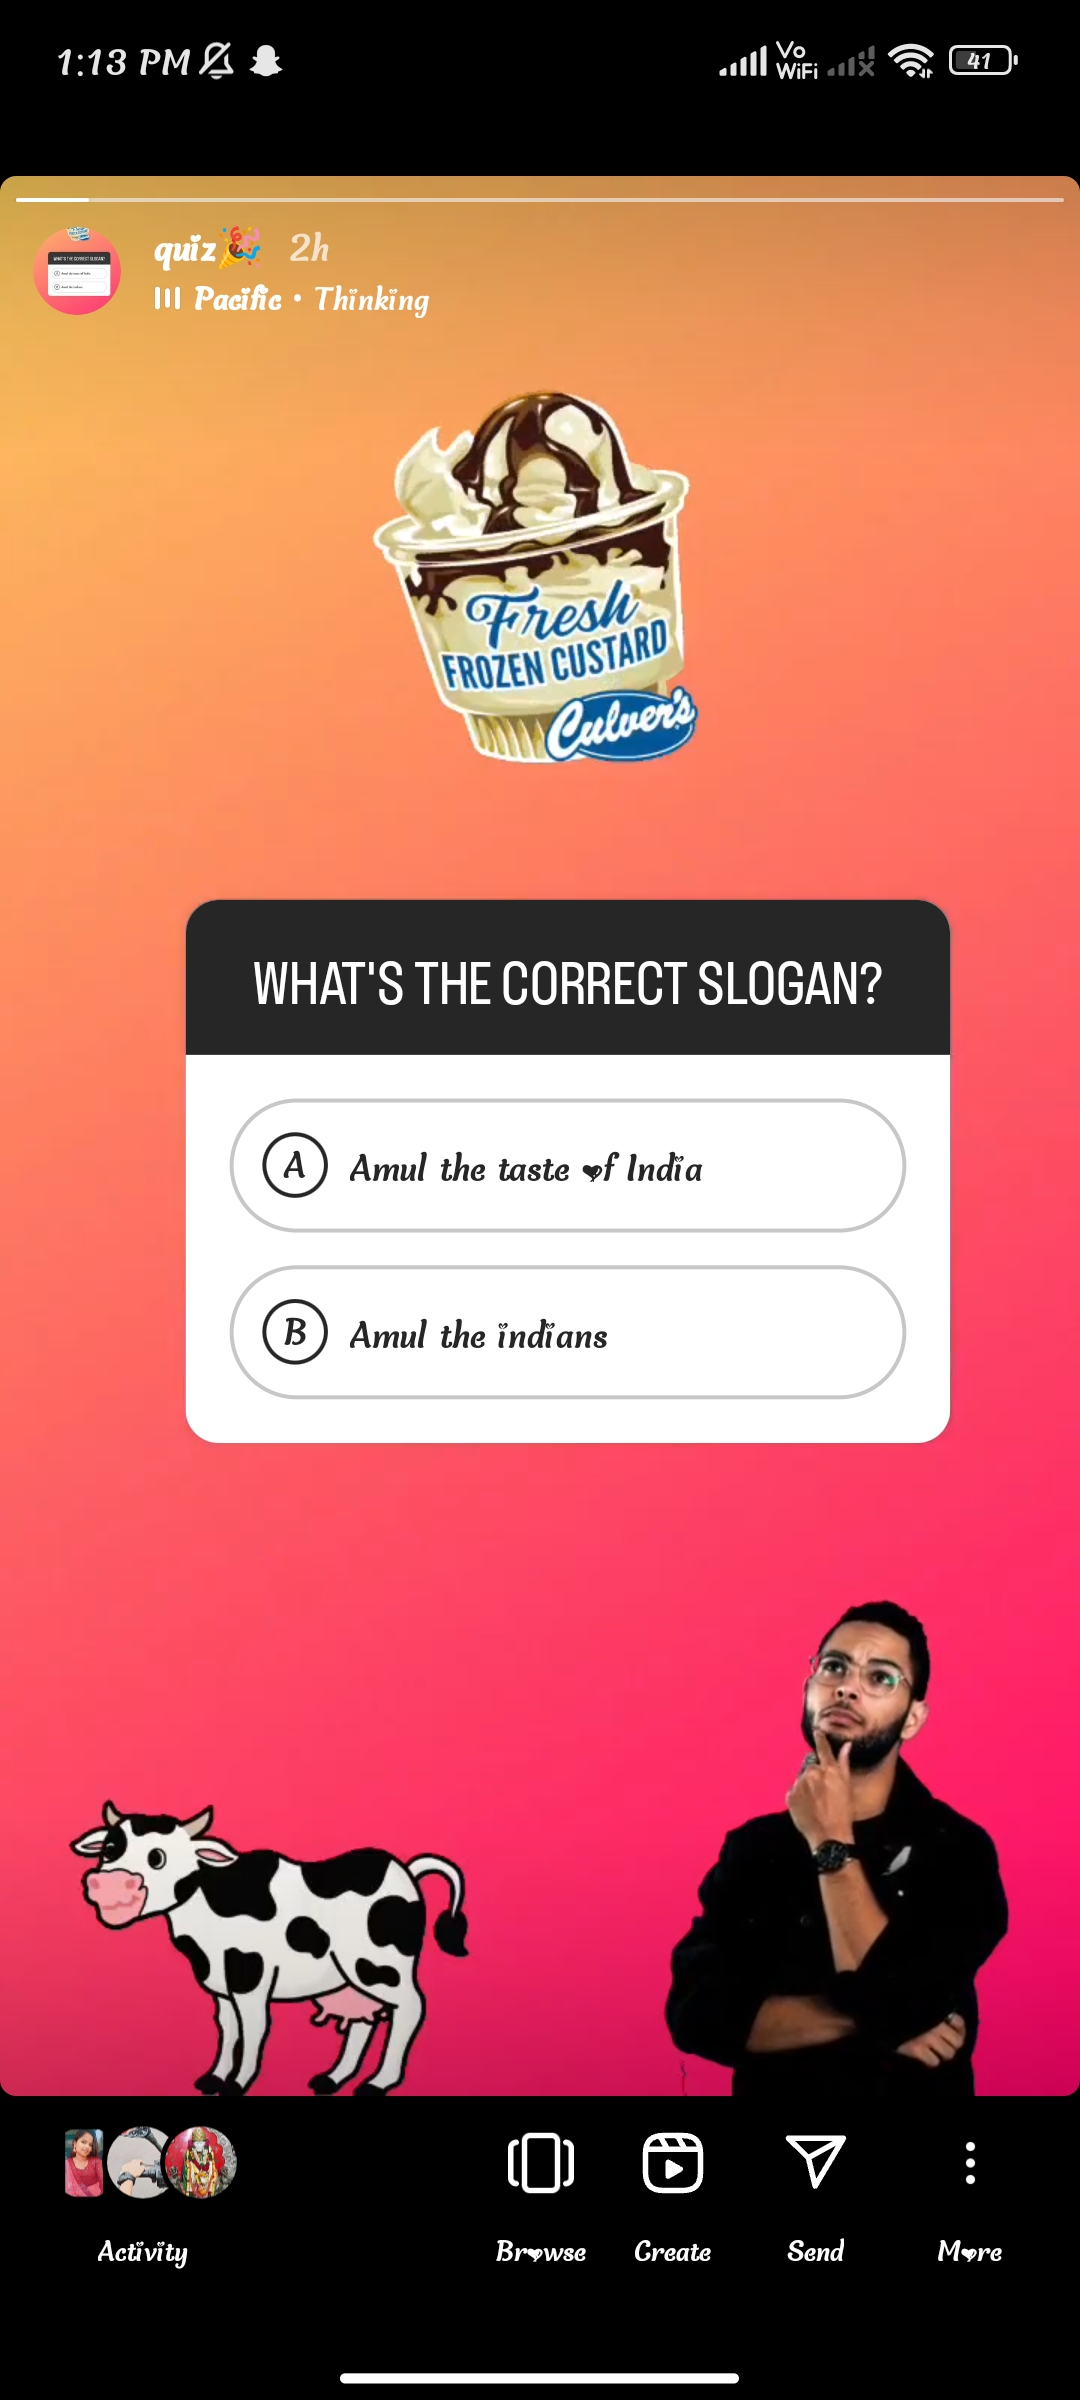 1:13 PM
Vo
WiFi
41
quiz🎉 2h
Pacific • Thinking
Fresh
FROZEN CUSTARD
Culver's
WHAT'S THE CORRECT SLOGAN?
A Amul the taste of India
B Amul the indians
Activity
Browse
Create
Send
More